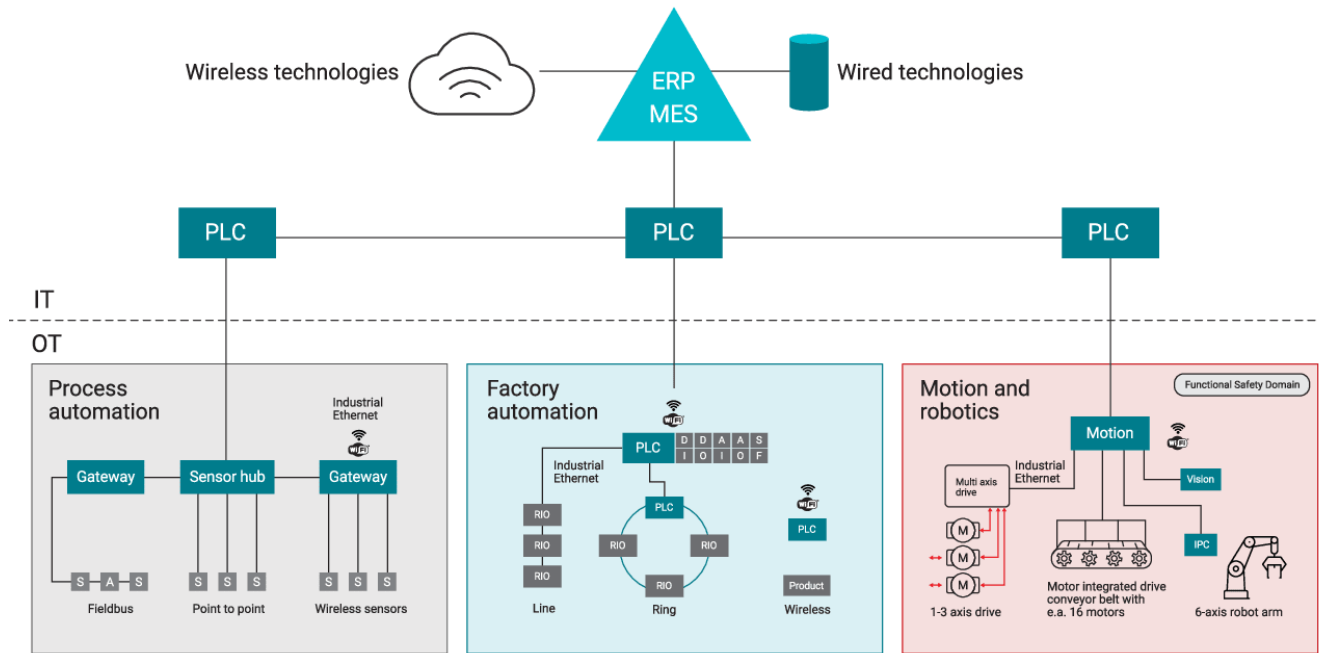 Wireless technologies
ERP
MES
Wired technologies
PLC
PLC
PLC
IT
OT
Process
automation
Industrial
Ethernet
WiFi
Gateway
Sensor hub
Gateway
S A S
S S S
S S S
Fieldbus
Point to point
Wireless sensors
Factory
automation
WiFi
PLC
D D A A S
I O I O F
Industrial
Ethernet
RIO
RIO
RIO
PLC
RIO
RIO
RIO
WiFi
PLC
Product
Line
Ring
Wireless
Motion and
robotics
Functional Safety Domain
Motion
WiFi
Industrial
Ethernet
Multi axis
drive
Vision
M
M
M
IPC
1-3 axis drive
Motor integrated drive
conveyor belt with
e.a. 16 motors
6-axis robot arm